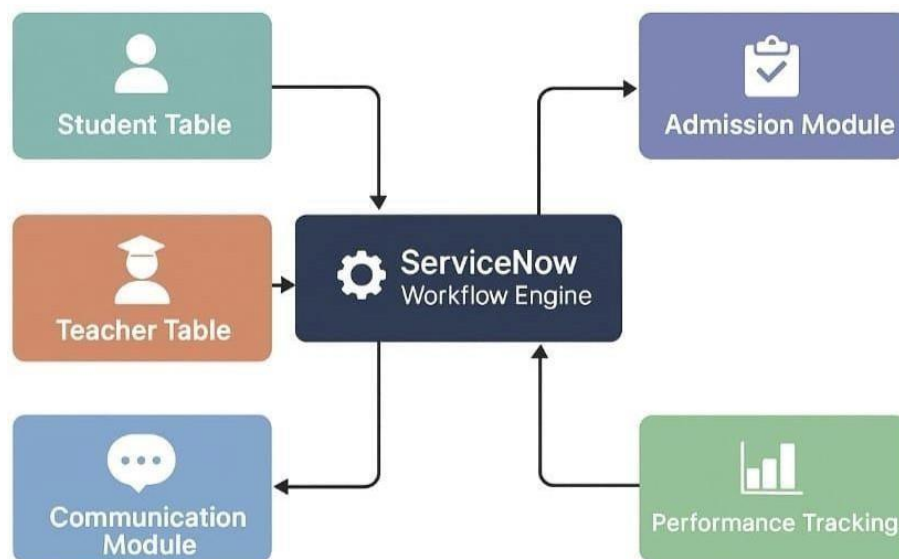 Student Table
Admission Module
Teacher Table
ServiceNow
Workflow Engine
Communication
Module
Performance Tracking